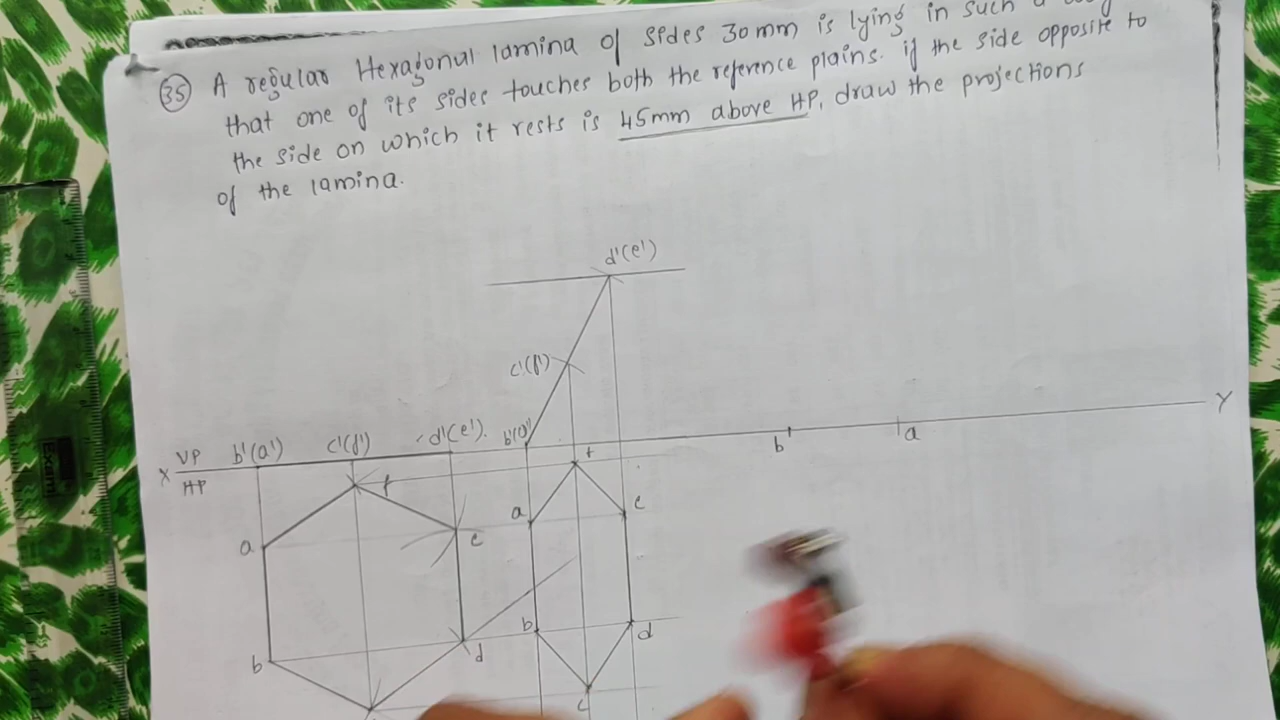 35 A regular Hexagonal lamina of sides 30mm is lying in such a
that one of its sides touches both the reference plains. if the side opposite to
the side on which it rests is 45mm above HP, draw the projections
of the lamina.
d'(e')
c'(f')
X VP b'(a') c'(f') d'(e'). b'(a') b a Y
HP
f f
a e a e
b d b d
c